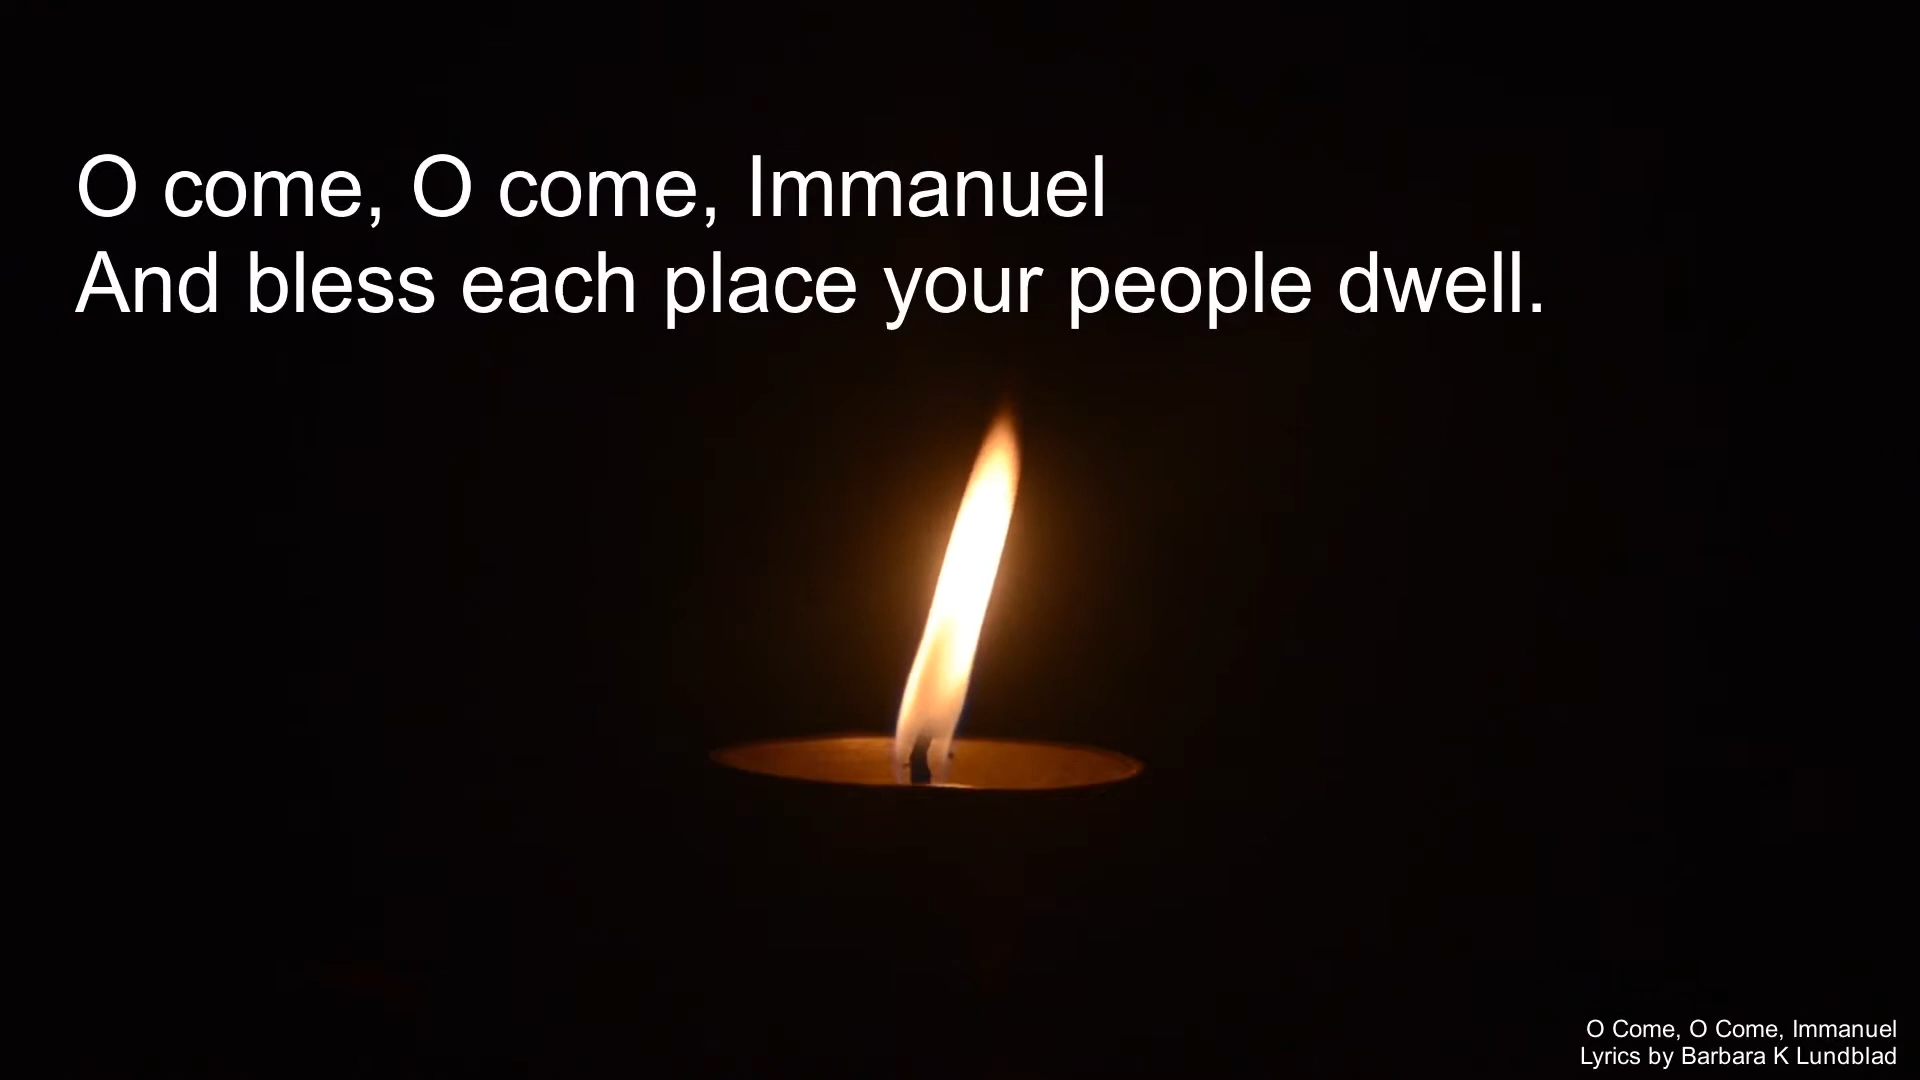 O come, O come, Immanuel
And bless each place your people dwell.
O Come, O Come, Immanuel
Lyrics by Barbara K Lundblad